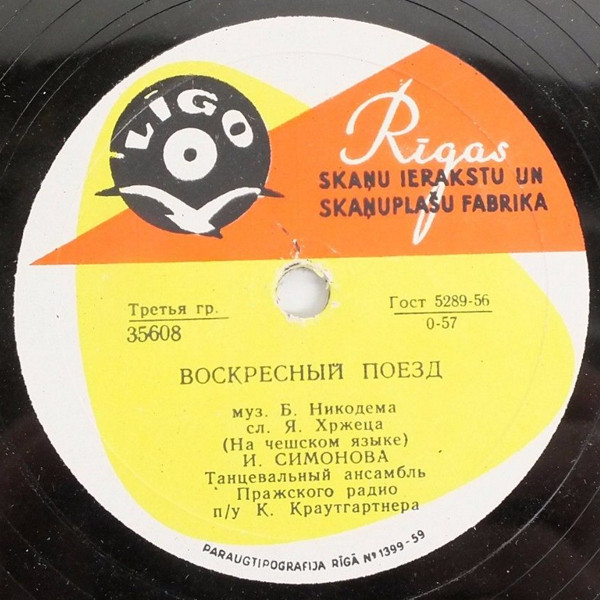 LĪGO
Rīgas
SKAŅU IERAKSTU UN
SKAŅUPLAŠU FABRIKA
Третья гр.
35608
Гост 5289-56
0-57
ВОСКРЕСНЫЙ ПОЕЗД
муз. Б. Никодема
сл. Я. Хржеца
(На чешском языке)
И. СИМОНОВА
Танцевальный ансамбль
Пражского радио
п/у К. Краутгартнера
PARAUGTIPOGRAFIJA RĪGĀ Nº 1399-59